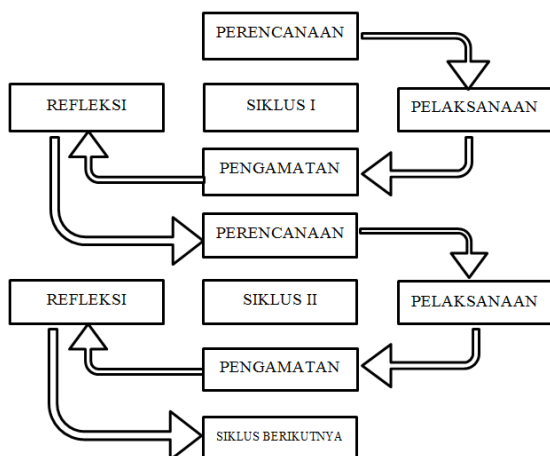 PERENCANAAN
REFLEKSI
SIKLUS I
PELAKSANAAN
PENGAMATAN
PERENCANAAN
REFLEKSI
SIKLUS II
PELAKSANAAN
PENGAMATAN
SIKLUS BERIKUTNYA